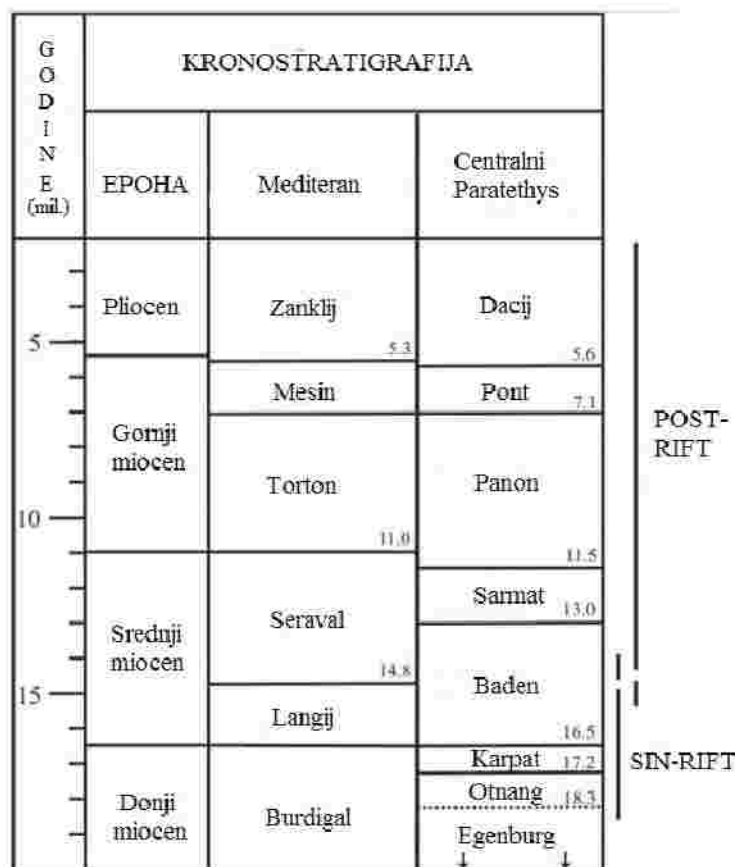 GODINE
(mil.)
KRONOSTRATIGRAFIJA
EPOHA
Mediteran
Centralni
Paratethys
5
10
15
Pliocen
Gornji
miocen
Srednji
miocen
Donji
miocen
Zanklij
5.3
Mesin
Torton
11.0
Seraval
14.8
Langij
Burdigal
Dacij
5.6
Pont
7.1
Panon
11.5
Sarmat
13.0
Baden
16.5
Karpat 17.2
Otnang 18.3
Egenburg
POST-
RIFT
SIN-RIFT